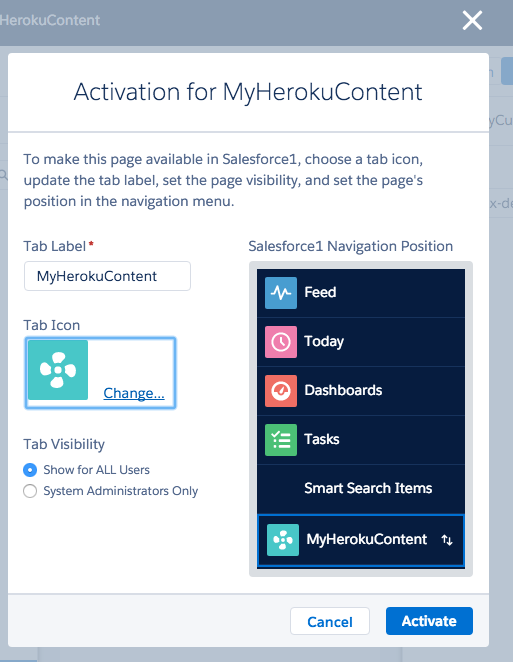 HerokuContent
Activation for MyHerokuContent
To make this page available in Salesforce1, choose a tab icon,
update the tab label, set the page visibility, and set the page's
position in the navigation menu.
Tab Label*
MyHerokuContent
Tab Icon
Change...
Tab Visibility
Show for ALL Users
System Administrators Only
Salesforce1 Navigation Position
Feed
Today
Dashboards
Tasks
Smart Search Items
MyHerokuContent
Cancel
Activate